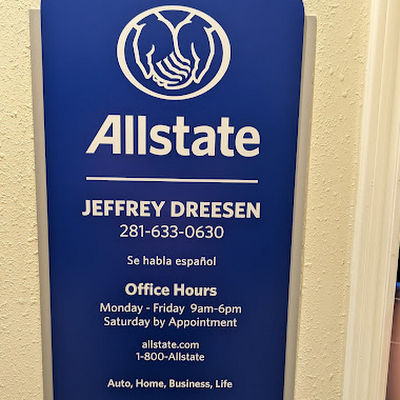 Allstate
JEFFREY DREESEN
281-633-0630
Se habla español
Office Hours
Monday - Friday 9am-6pm
Saturday by Appointment
allstate.com
1-800-Allstate
Auto, Home, Business, Life